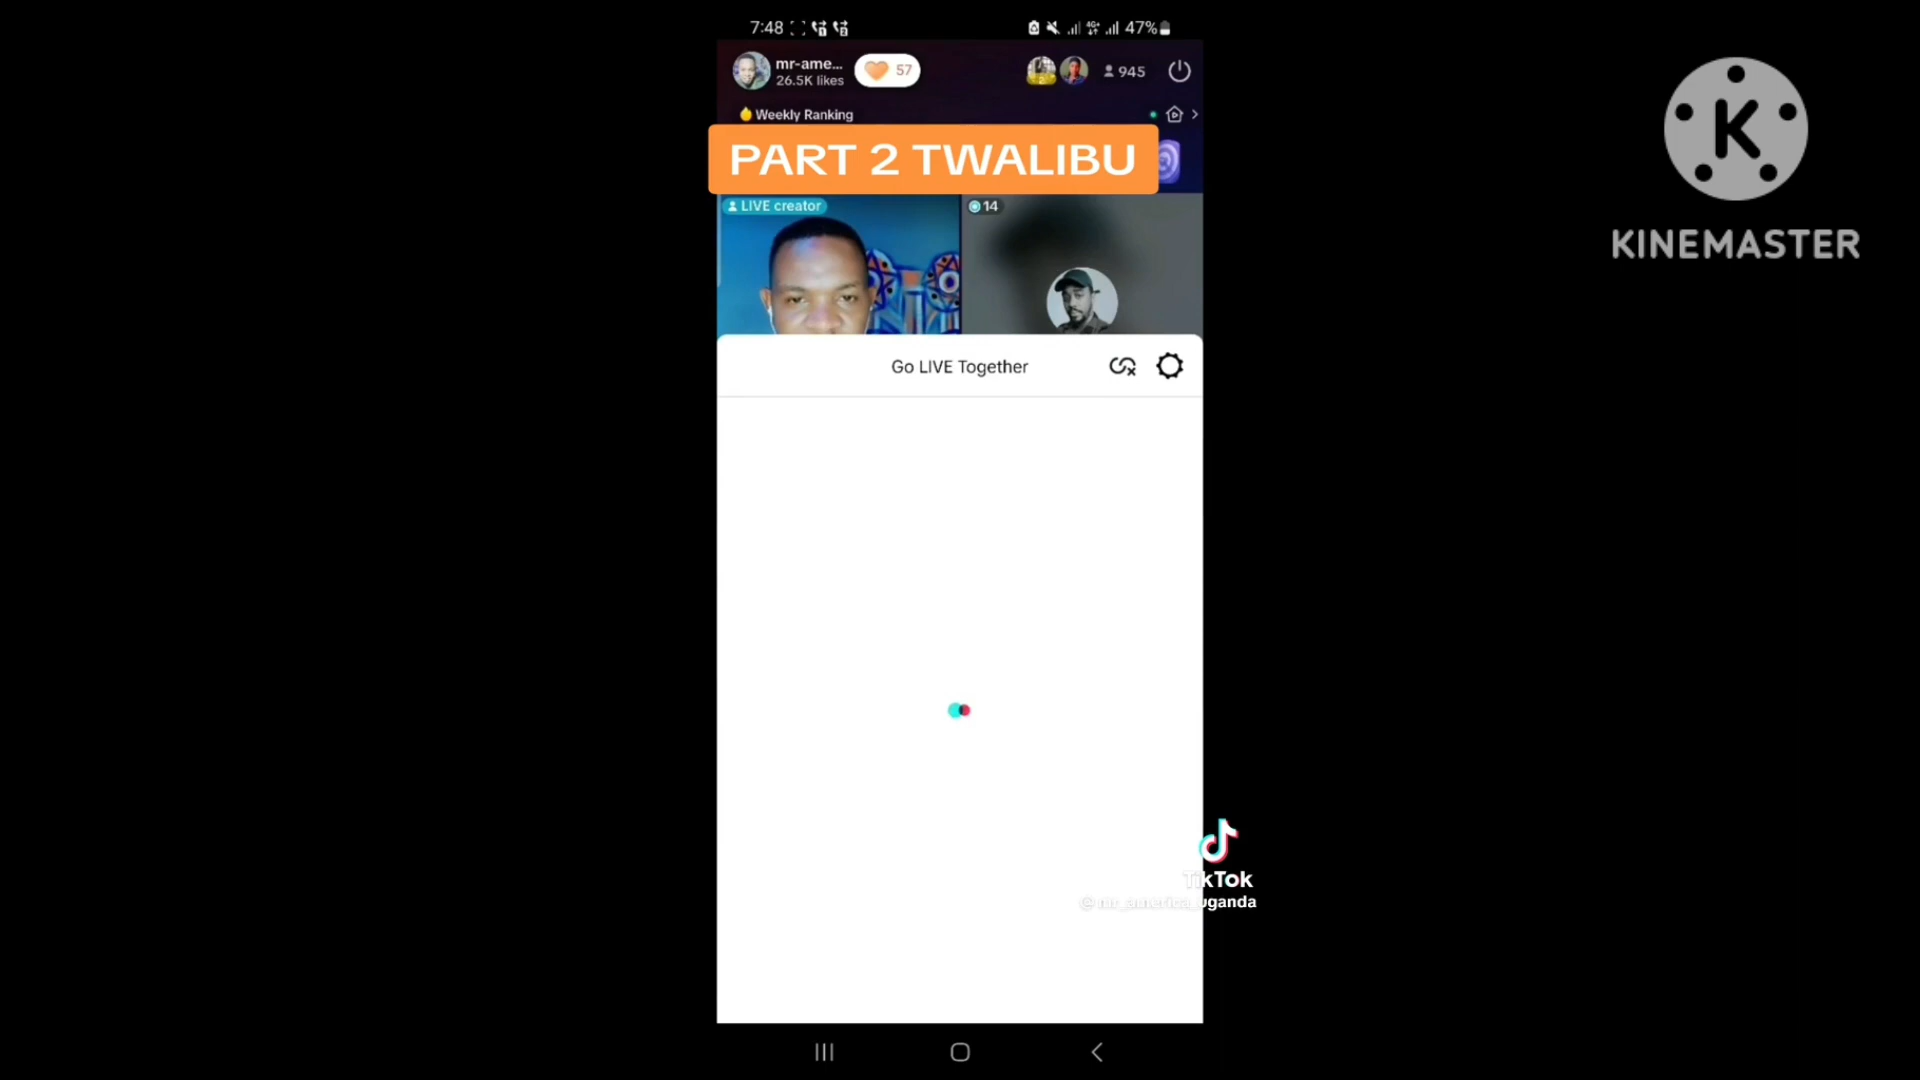 7:48
47%
mr-ame...
26.5K likes
57
945
Weekly Ranking
PART 2 TWALIBU
LIVE creator
14
Go LIVE Together
K
KINEMASTER
TikTok
@mr_america_uganda